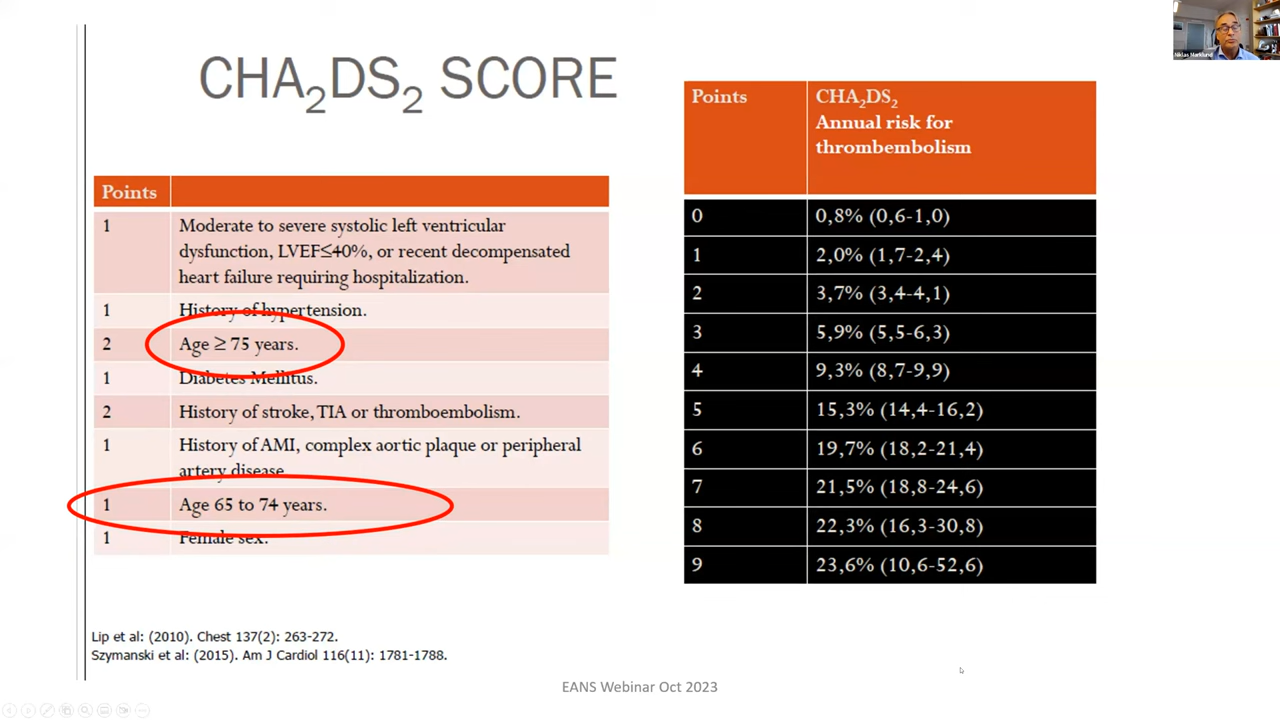 CHA₂DS₂ SCORE
Points
1 Moderate to severe systolic left ventricular
dysfunction, LVEF≤40%, or recent decompensated
heart failure requiring hospitalization.
1 History of hypertension.
2 Age ≥ 75 years.
1 Diabetes Mellitus.
2 History of stroke, TIA or thromboembolism.
1 History of AMI, complex aortic plaque or peripheral
artery disease.
1 Age 65 to 74 years.
1 Female sex.
Lip et al: (2010). Chest 137(2): 263-272.
Szymanski et al: (2015). Am J Cardiol 116(11): 1781-1788.
Points CHA₂DS₂
Annual risk for
thrombembolism
0 0,8% (0,6-1,0)
1 2,0% (1,7-2,4)
2 3,7% (3,4-4,1)
3 5,9% (5,5-6,3)
4 9,3% (8,7-9,9)
5 15,3% (14,4-16,2)
6 19,7% (18,2-21,4)
7 21,5% (18,8-24,6)
8 22,3% (16,3-30,8)
9 23,6% (10,6-52,6)
EANS Webinar Oct 2023
Niklas Marklund